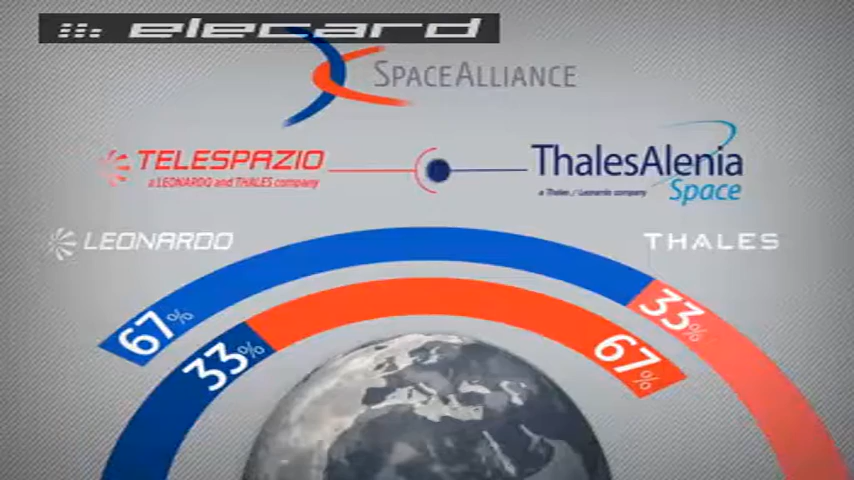 elecard
SPACEALLIANCE
TELESPAZIO
a LEONARDO and THALES company
ThalesAlenia
a Thales / Leonardo company
Space
LEONARDO
THALES
67%
33%
33%
67%